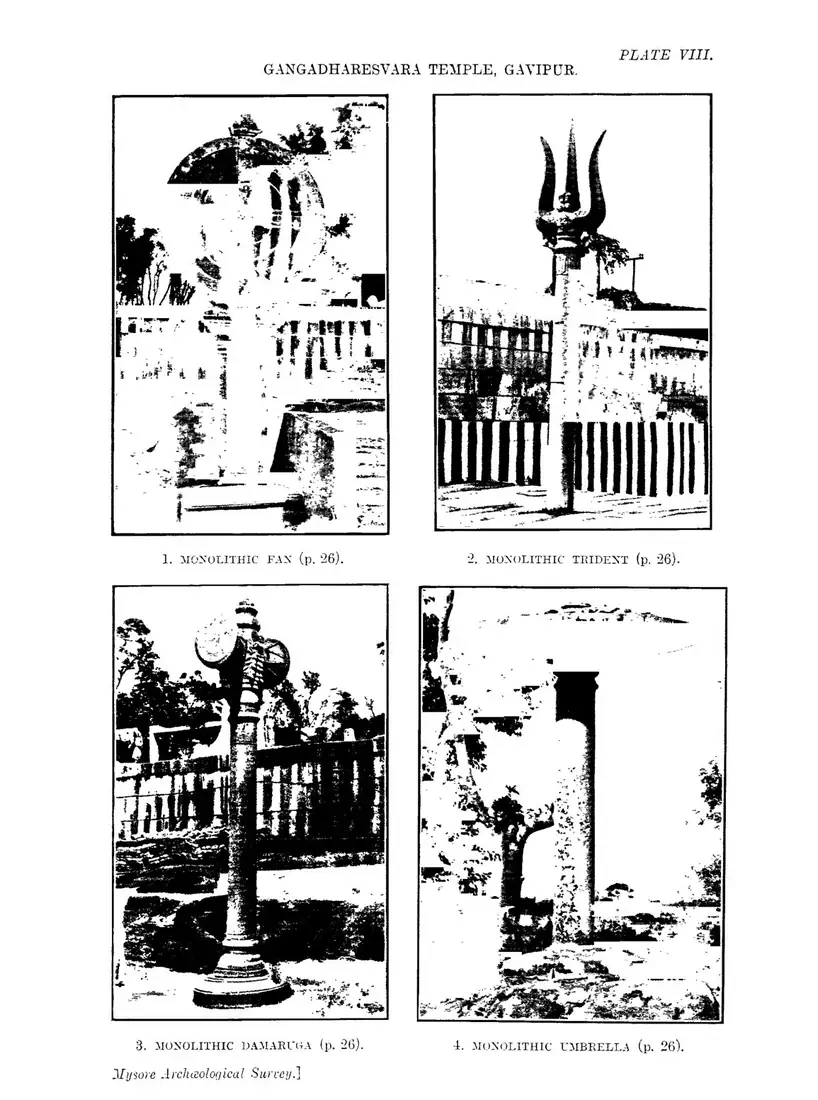 PLATE VIII.
GANGADHARESVARA TEMPLE, GAVIPUR.
1. MONOLITHIC FAN (p. 26).
2. MONOLITHIC TRIDENT (p. 26).
3. MONOLITHIC DAMARUGA (p. 26).
4. MONOLITHIC UMBRELLA (p. 26).
Mysore Archæological Survey.]